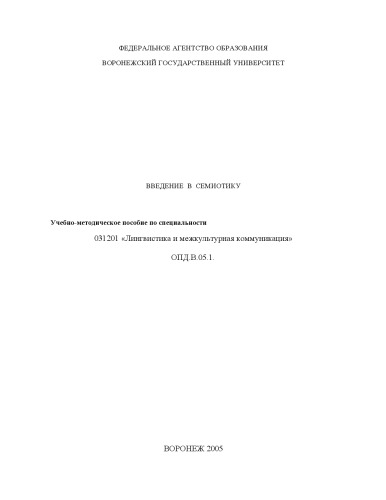 ФЕДЕРАЛЬНОЕ АГЕНТСТВО ОБРАЗОВАНИЯ
ВОРОНЕЖСКИЙ ГОСУДАРСТВЕННЫЙ УНИВЕРСИТЕТ
ВВЕДЕНИЕ В СЕМИОТИКУ
Учебно-методическое пособие по специальности
031201 «Лингвистика и межкультурная коммуникация»
ОПД.В.05.1.
ВОРОНЕЖ 2005